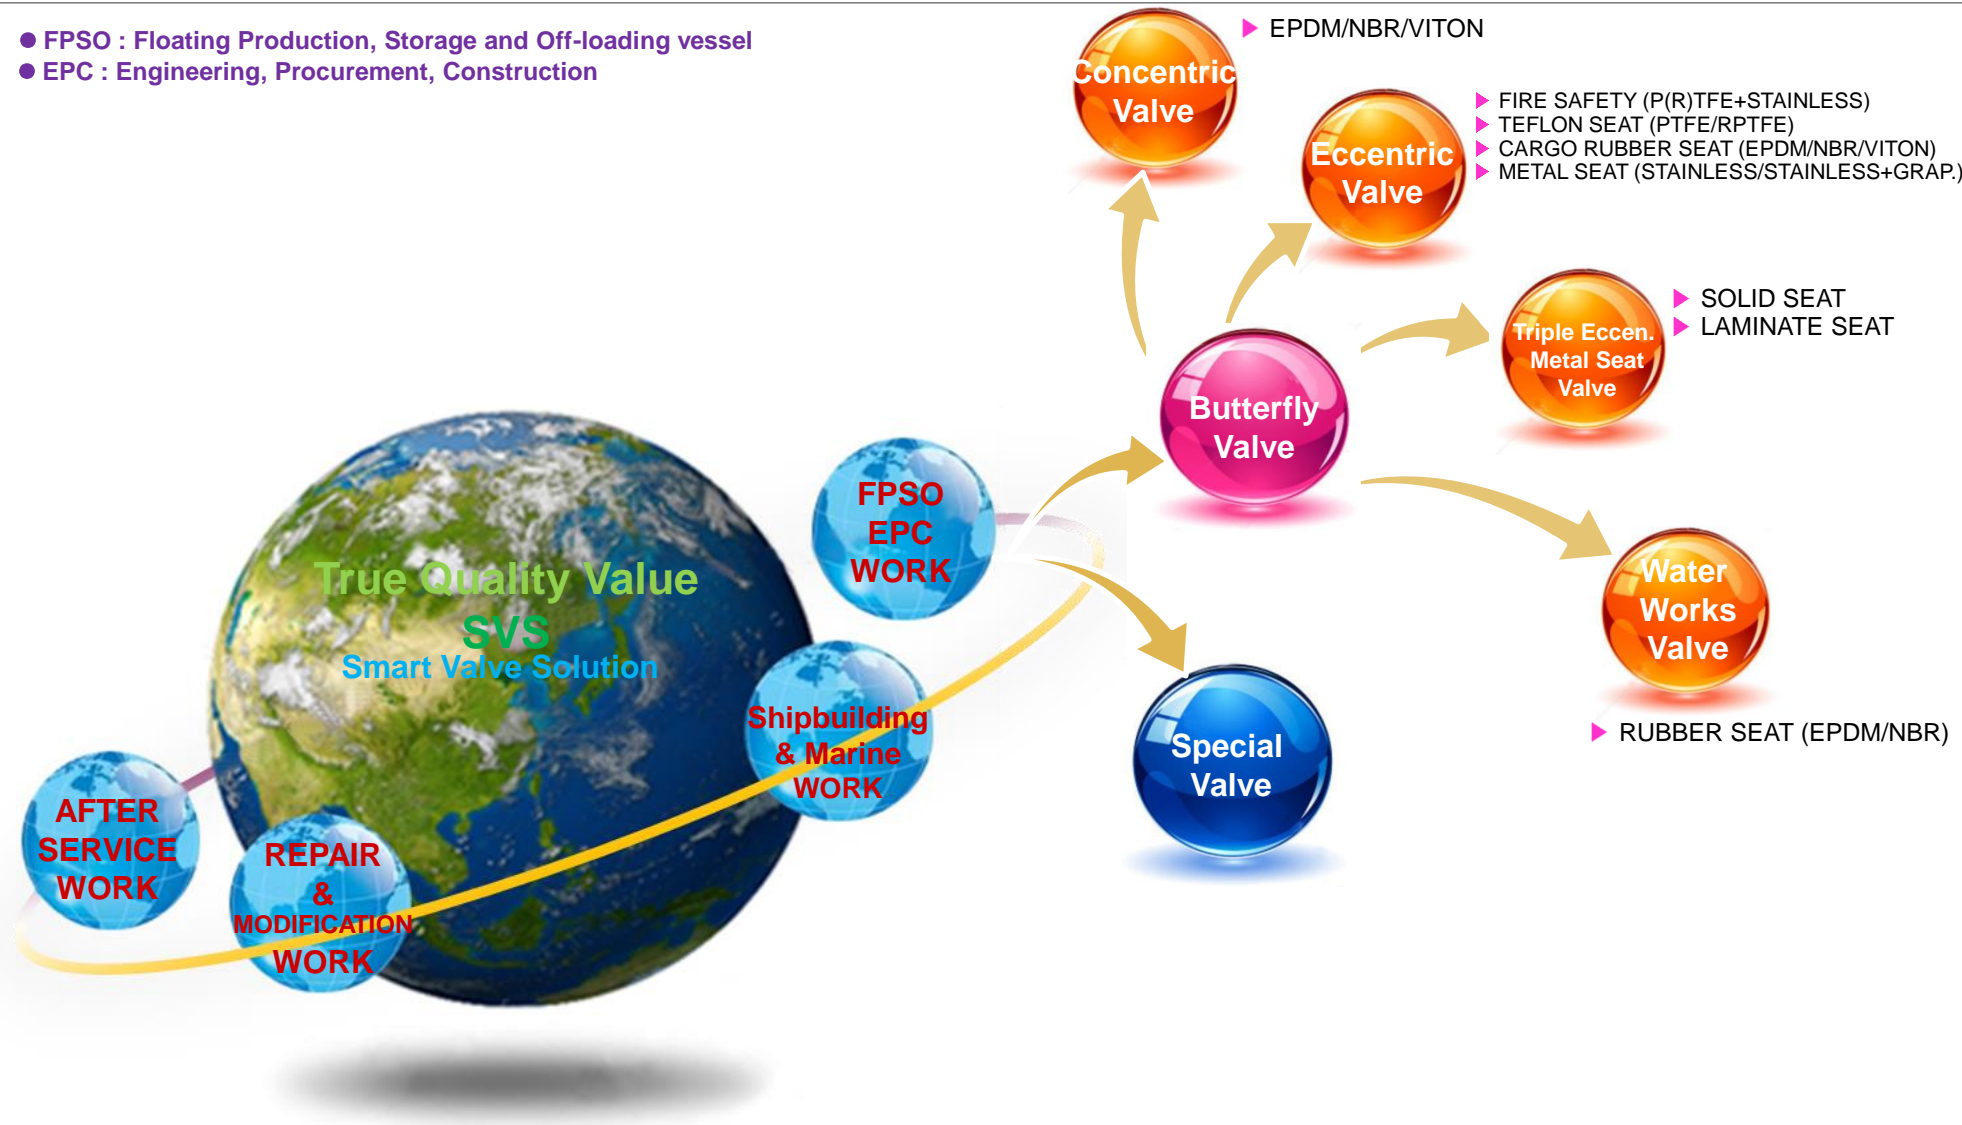 ● FPSO : Floating Production, Storage and Off-loading vessel
● EPC : Engineering, Procurement, Construction
Concentric
Valve
▶ EPDM/NBR/VITON
Eccentric
Valve
▶ FIRE SAFETY (P(R)TFE+STAINLESS)
▶ TEFLON SEAT (PTFE/RPTFE)
▶ CARGO RUBBER SEAT (EPDM/NBR/VITON)
▶ METAL SEAT (STAINLESS/STAINLESS+GRAP.)
Triple Eccen.
Metal Seat
Valve
▶ SOLID SEAT
▶ LAMINATE SEAT
Butterfly
Valve
Water
Works
Valve
▶ RUBBER SEAT (EPDM/NBR)
Special
Valve
FPSO
EPC
WORK
True Quality Value
SVS
Smart Valve Solution
Shipbuilding
& Marine
WORK
REPAIR
&
MODIFICATION
WORK
AFTER
SERVICE
WORK